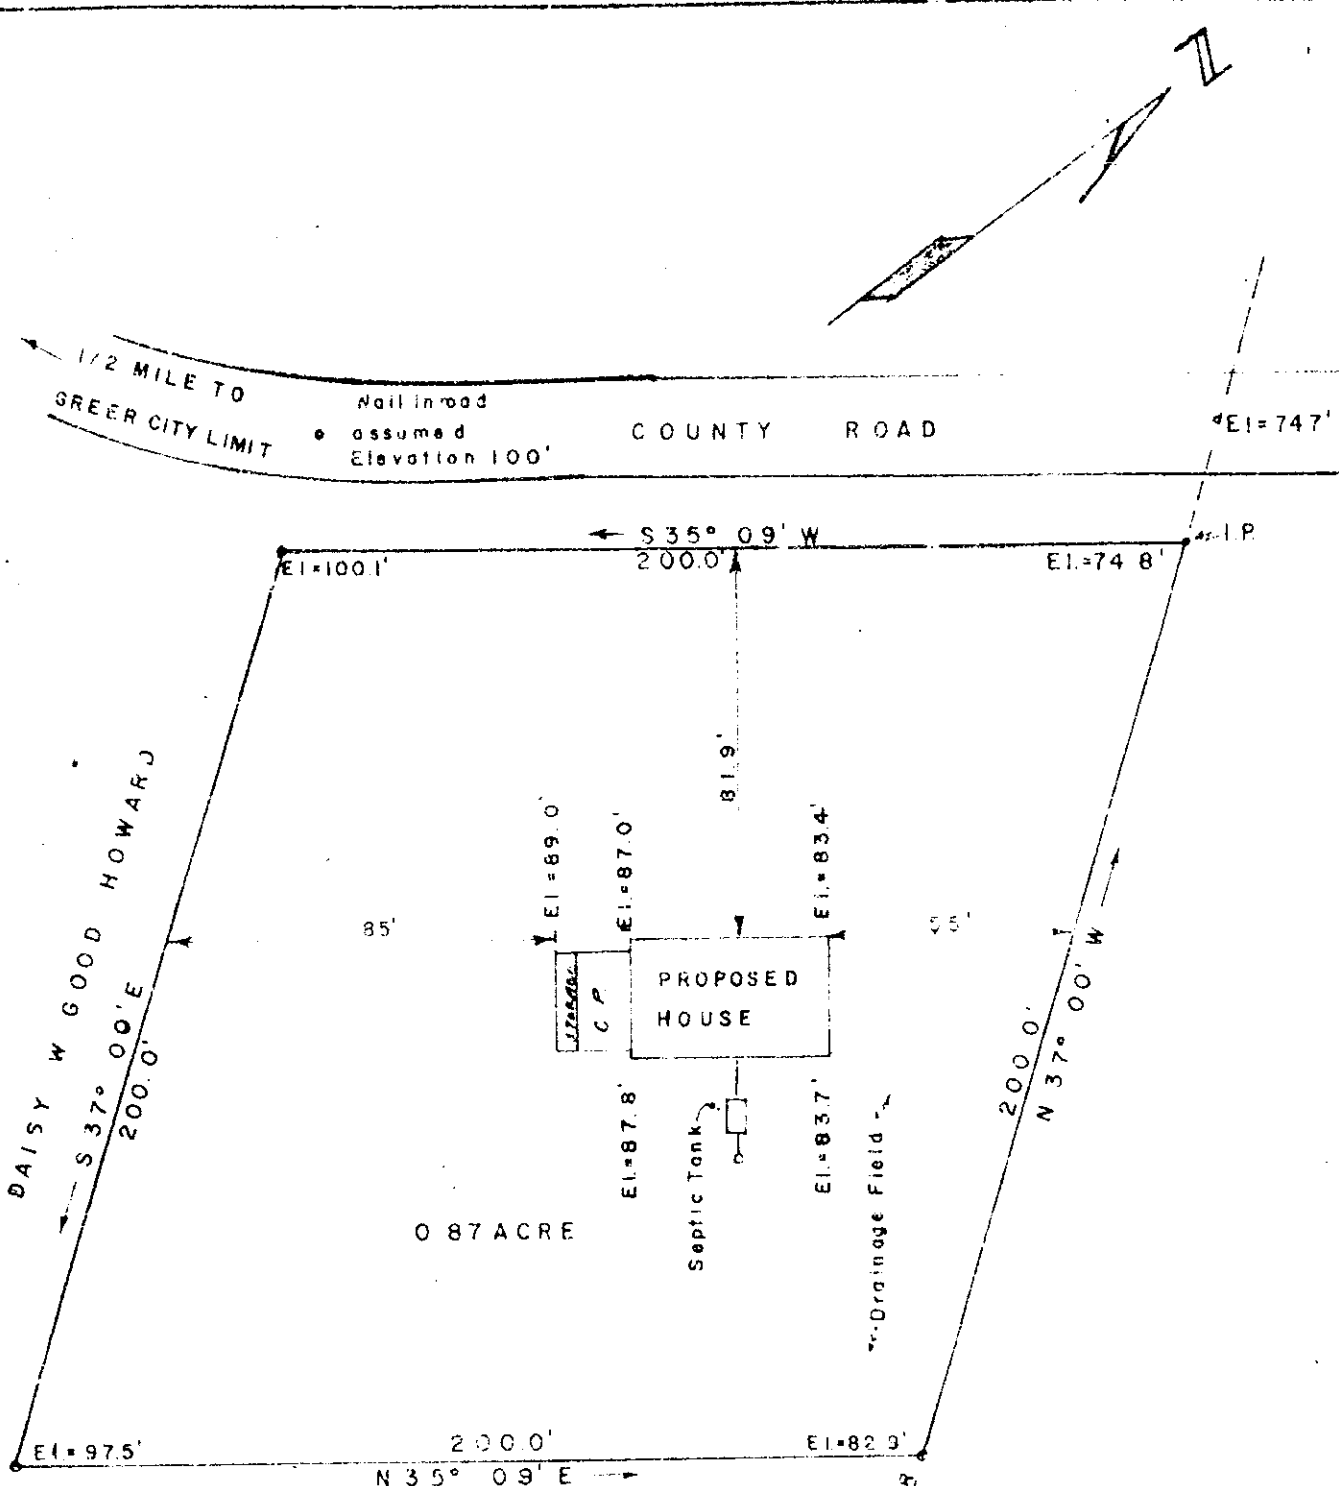 N
1/2 MILE TO
GREER CITY LIMIT
Nail in road
assumed
Elevation 100'
COUNTY ROAD
El=74.7'
S 35° 09' W
200.0'
I.P.
El=100.1'
El.=74 8'
81.9'
DAISY W GOOD HOWARD
S 37° 00' E
200.0'
85'
El=89.0'
El.=87.0'
El.=83.4'
55'
STORAGE
C P.
PROPOSED
HOUSE
200 0'
N 37° 00' W
El.=87.8'
Septic Tank
El.=83.7'
Drainage Field
0 87 ACRE
El=97.5'
200.0'
N 35° 09' E
El=82.9'